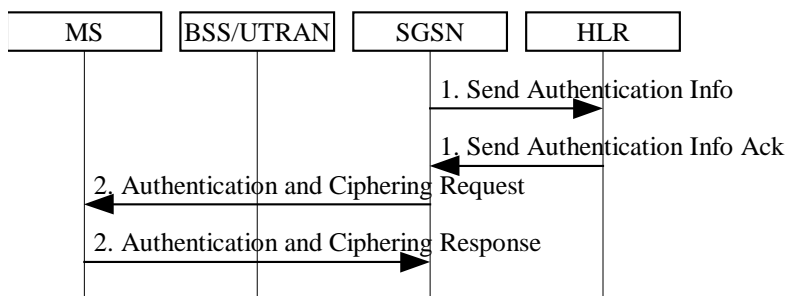 MS BSS/UTRAN SGSN HLR
1. Send Authentication Info
1. Send Authentication Info Ack
2. Authentication and Ciphering Request
2. Authentication and Ciphering Response